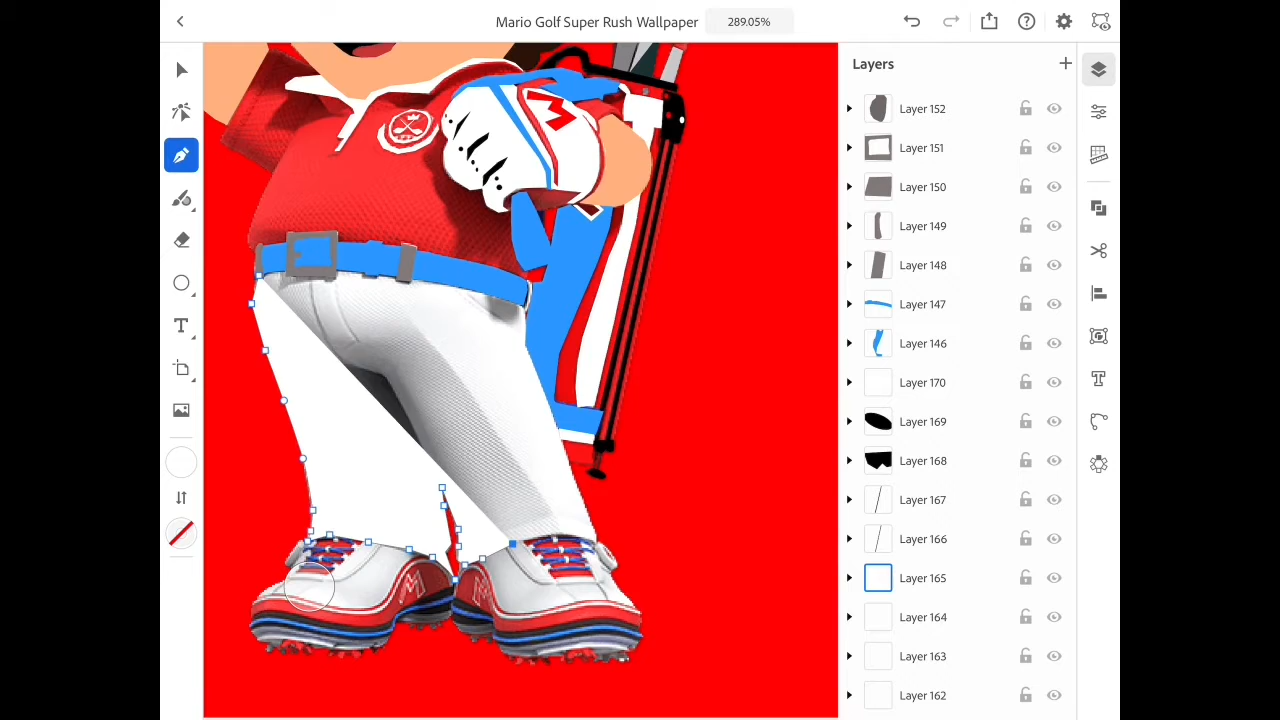 Mario Golf Super Rush Wallpaper
289.05%
Layers
Layer 152
Layer 151
Layer 150
Layer 149
Layer 148
Layer 147
Layer 146
Layer 170
Layer 169
Layer 168
Layer 167
Layer 166
Layer 165
Layer 164
Layer 163
Layer 162
M
M